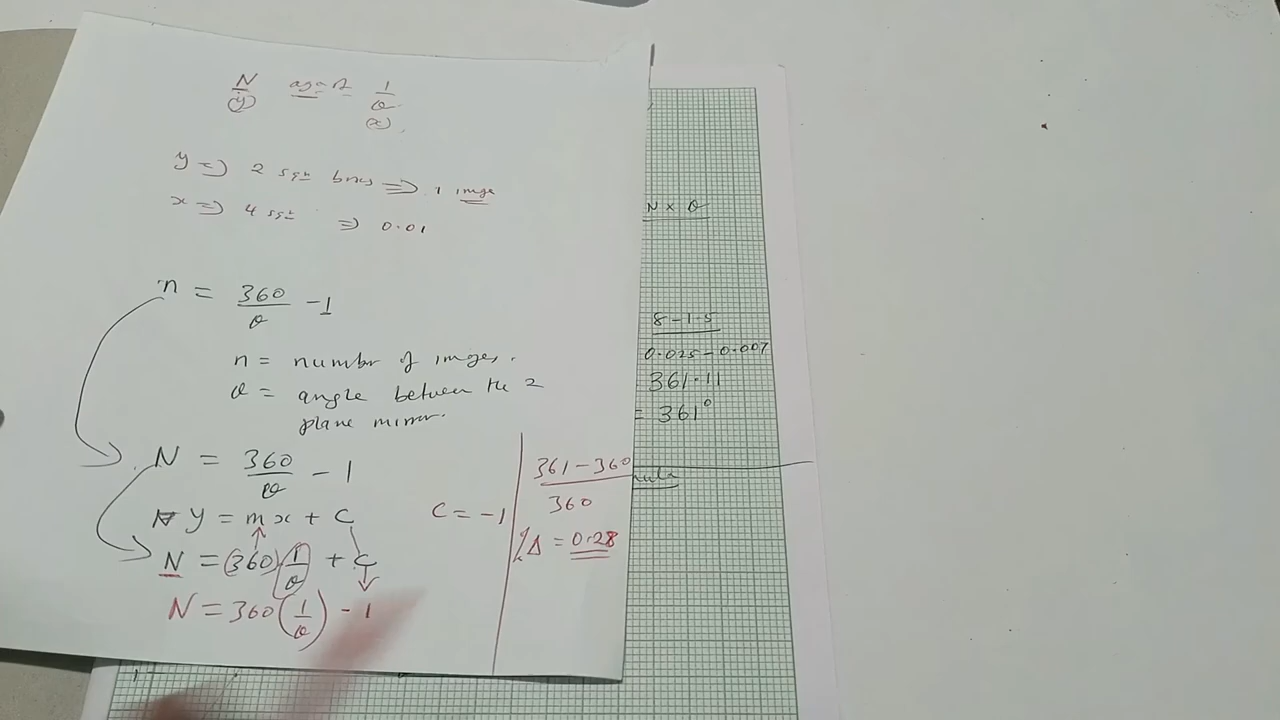 N against 1/θ
(y) (x)
y => 2 sqr boxes => 1 image
x => 4 sqr => 0.01
n = 360/θ - 1
n = number of images.
θ = angle between the 2
plane mirror.
N = 360/θ - 1
y = mx + C
C = -1
N = (360)(1/θ) + C
N = 360(1/θ) - 1
361-360
360
%Δ = 0.28
N x θ
8-1.5
0.025-0.007
361.11
= 361°